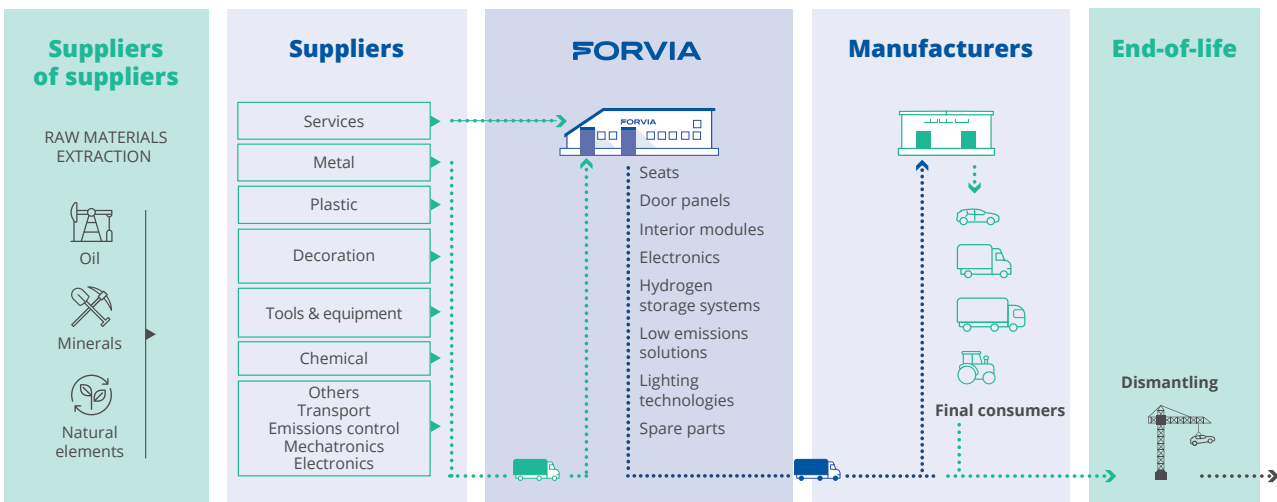 Suppliers
of suppliers
RAW MATERIALS
EXTRACTION
Oil
Minerals
Natural
elements
Suppliers
Services
Metal
Plastic
Decoration
Tools & equipment
Chemical
Others
Transport
Emissions control
Mechatronics
Electronics
FORVIA
FORVIA
Seats
Door panels
Interior modules
Electronics
Hydrogen
storage systems
Low emissions
solutions
Lighting
technologies
Spare parts
Manufacturers
Final consumers
End-of-life
Dismantling